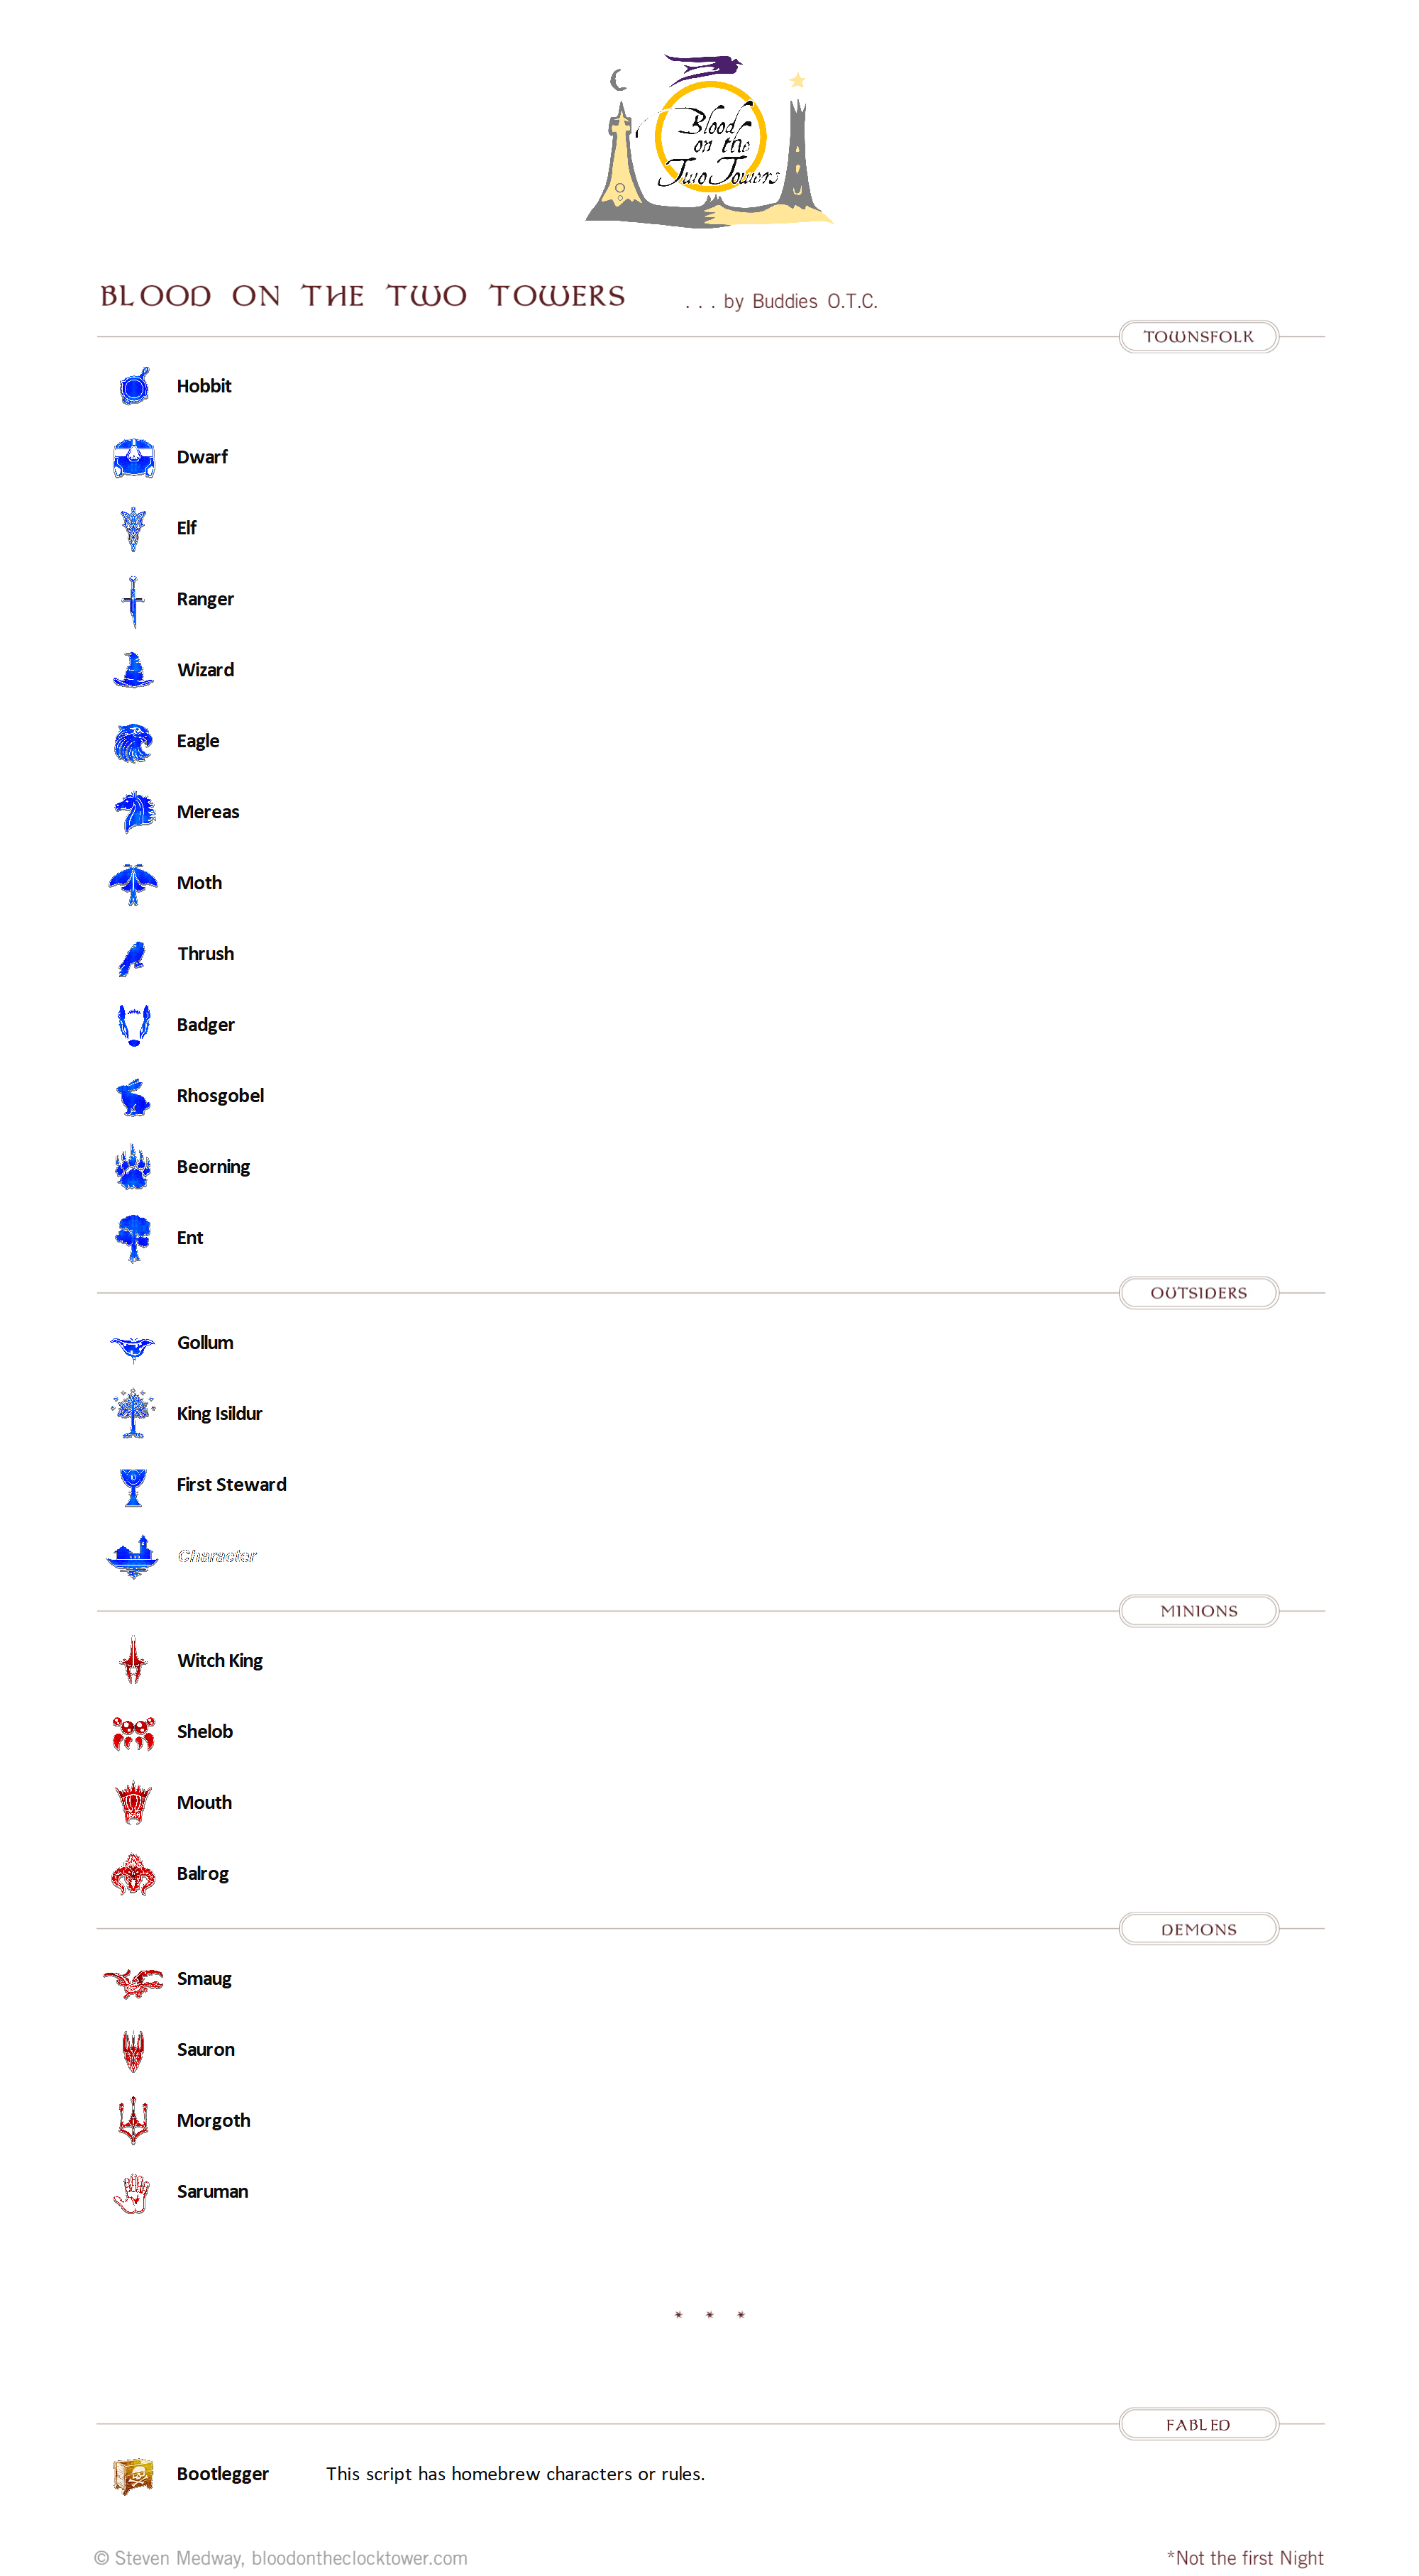 Blood
on the
Two Towers
BLOOD ON THE TWO TOWERS . . . by Buddies O.T.C.
TOWNSFOLK
Hobbit
Dwarf
Elf
Ranger
Wizard
Eagle
Mereas
Moth
Thrush
Badger
Rhosgobel
Beorning
Ent
OUTSIDERS
Gollum
King Isildur
First Steward
Character
MINIONS
Witch King
Shelob
Mouth
Balrog
DEMONS
Smaug
Sauron
Morgoth
Saruman
* * *
FABLED
Bootlegger This script has homebrew characters or rules.
© Steven Medway, bloodontheclocktower.com *Not the first Night